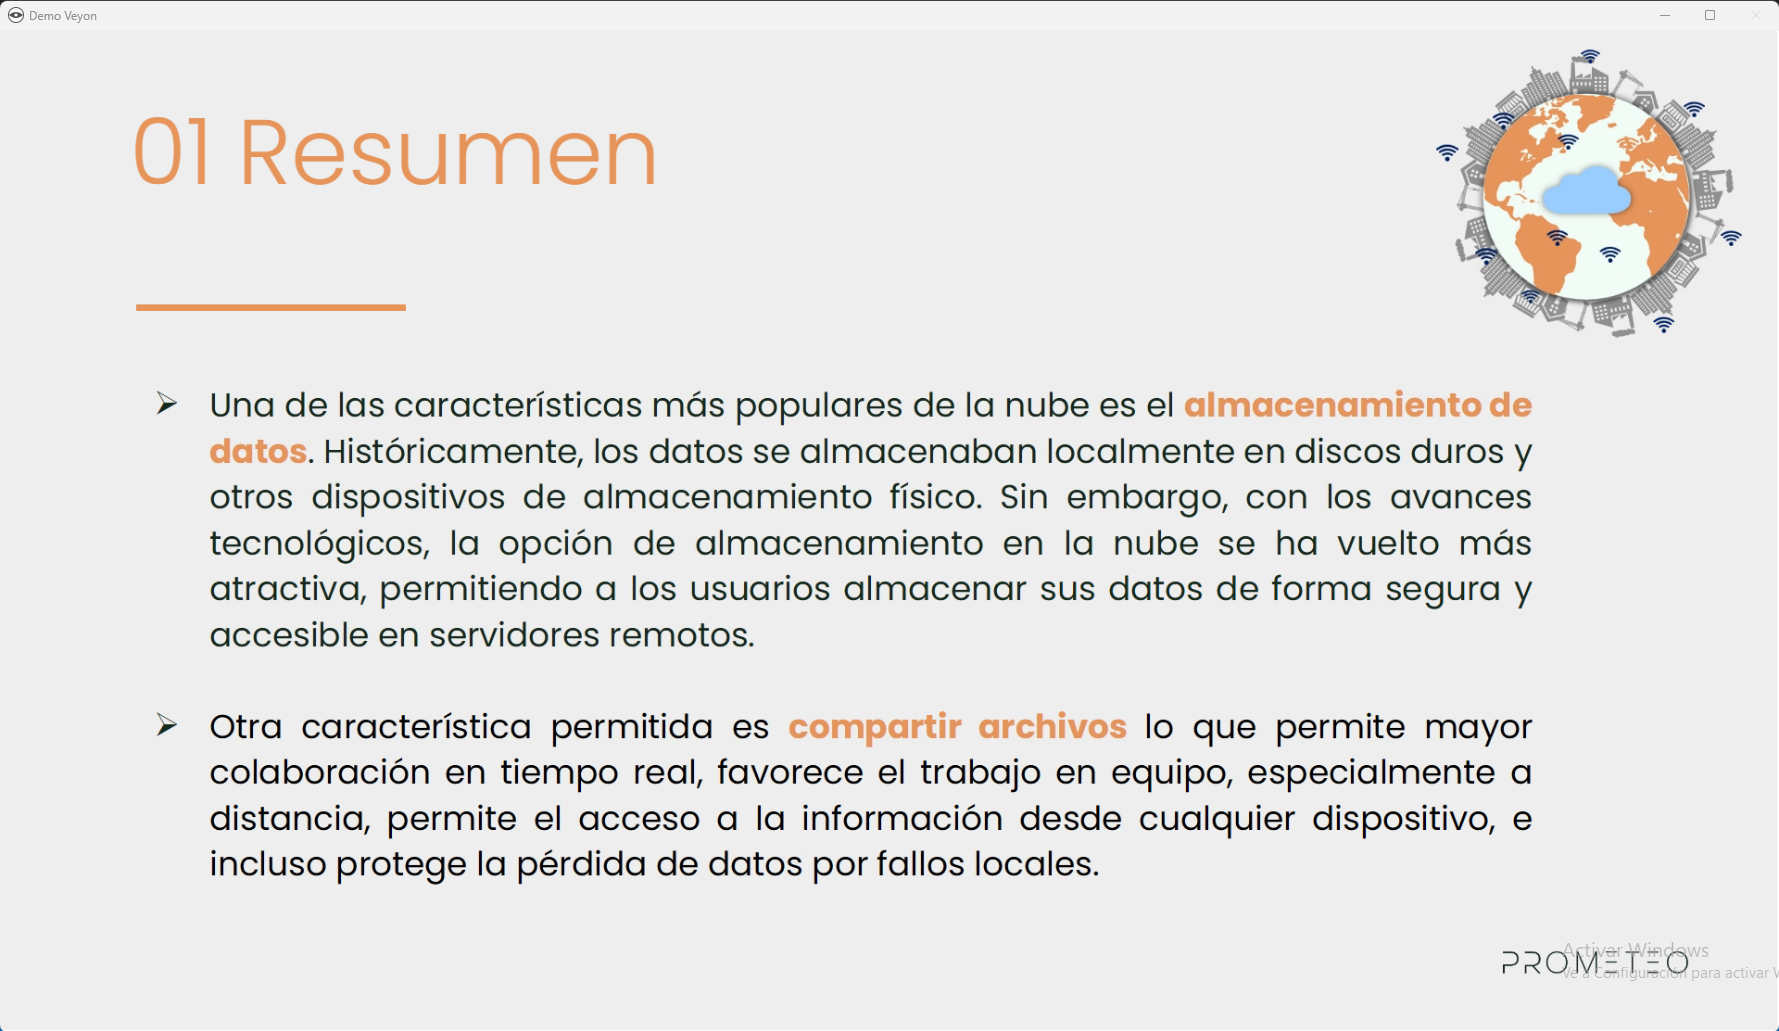 Demo Veyon
01 Resumen
Una de las características más populares de la nube es el almacenamiento de
datos. Históricamente, los datos se almacenaban localmente en discos duros y
otros dispositivos de almacenamiento físico. Sin embargo, con los avances
tecnológicos, la opción de almacenamiento en la nube se ha vuelto más
atractiva, permitiendo a los usuarios almacenar sus datos de forma segura y
accesible en servidores remotos.
Otra característica permitida es compartir archivos lo que permite mayor
colaboración en tiempo real, favorece el trabajo en equipo, especialmente a
distancia, permite el acceso a la información desde cualquier dispositivo, e
incluso protege la pérdida de datos por fallos locales.
Activar Windows
PROMETEO
Ve a Configuración para activar W